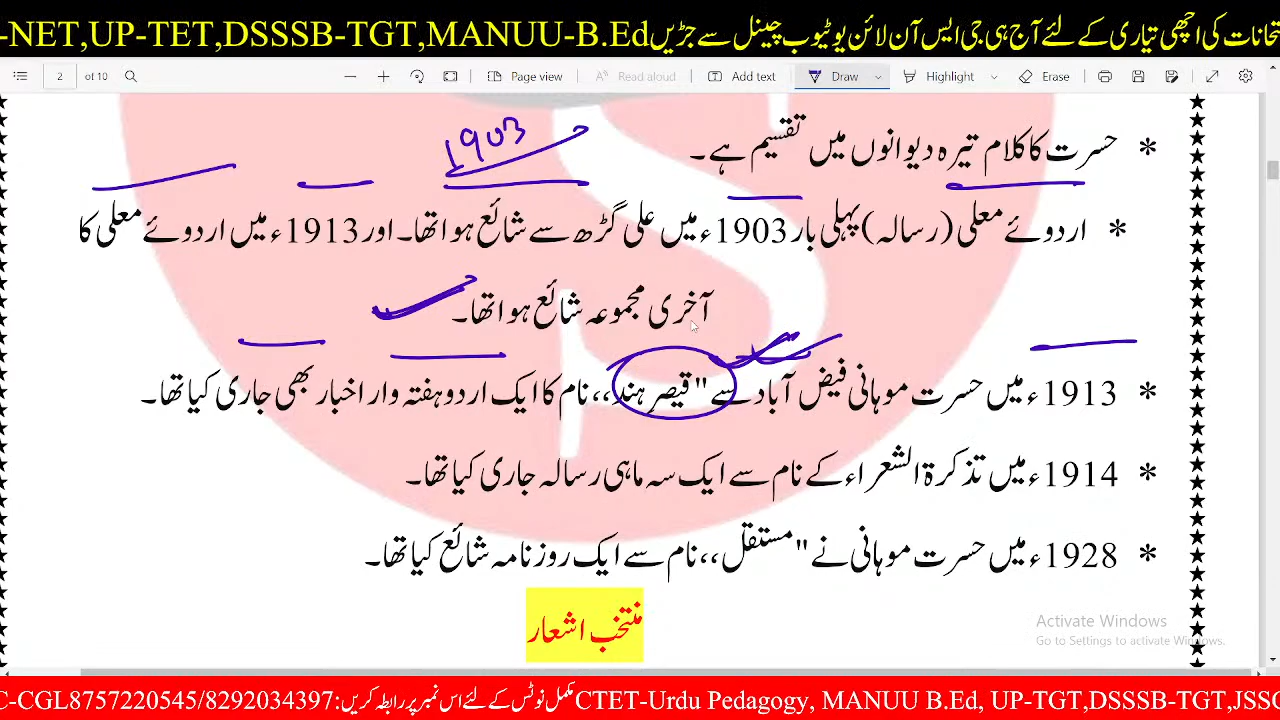 تحانات کی اچھی تیاری کے لئے آج ہی جی ایس آن لائن یوٹیوب چینل سے جڑیں -NET,UP-TET,DSSSB-TGT,MANUU-B.Ed
2 of 10 Page view Read aloud Add text Draw Highlight Erase
* حسرت کا کلام تیرہ دیوانوں میں تقسیم ہے۔
1903
* اردوئے معلی (رسالہ) پہلی بار 1903ء میں علی گڑھ سے شائع ہوا تھا۔ اور 1913ء میں اردوئے معلی کا
آخری مجموعہ شائع ہوا تھا۔
* 1913ء میں حسرت موہانی فیض آباد سے "قیصر ہند،، نام کا ایک اردو ہفتہ وار اخبار بھی جاری کیا تھا۔
* 1914ء میں تذکرۃ الشعراء کے نام سے ایک سہ ماہی رسالہ جاری کیا تھا۔
* 1928ء میں حسرت موہانی نے "مستقل،، نام سے ایک روزنامہ شائع کیا تھا۔
منتخب اشعار
Activate Windows
Go to Settings to activate Windows.
C-CGL8757220545/8292034397:مکمل نوٹس کے لئے اس نمبر پر رابطہ کریں CTET-Urdu Pedagogy, MANUU B.Ed, UP-TGT,DSSSB-TGT,JSSC